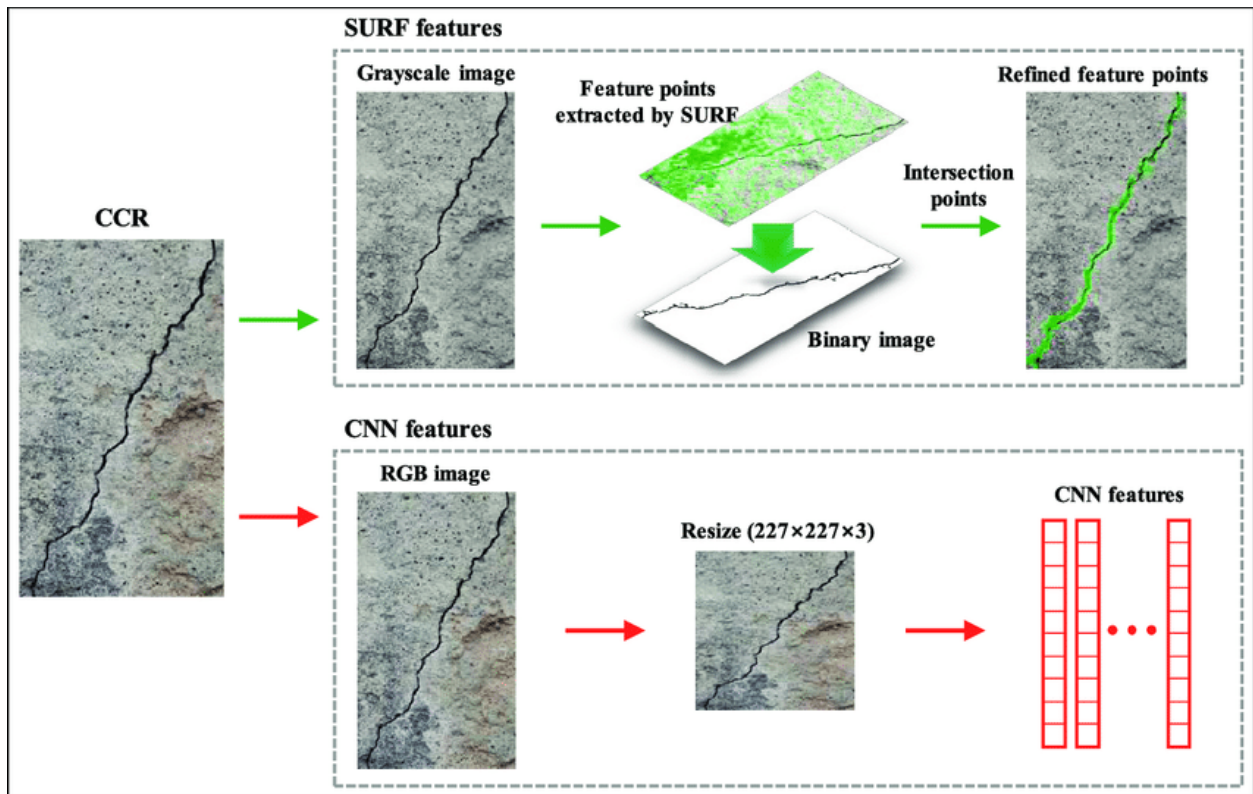 SURF features
Grayscale image
Feature points
extracted by SURF
Refined feature points
Intersection
points
CCR
Binary image
CNN features
RGB image
CNN features
Resize (227×227×3)